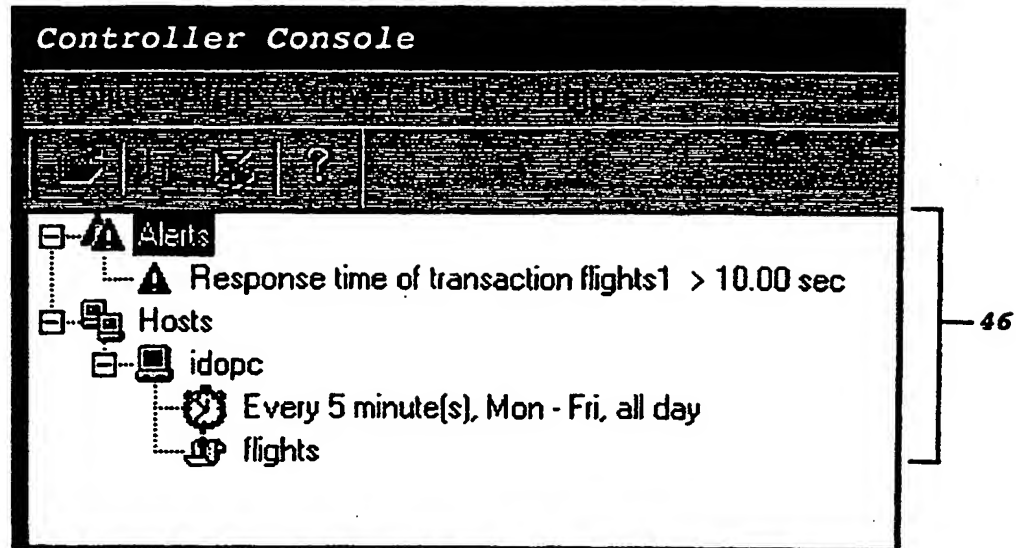 Controller Console
?
Alerts
Response time of transaction flights1 > 10.00 sec
Hosts
46
idopc
Every 5 minute(s), Mon - Fri, all day
flights